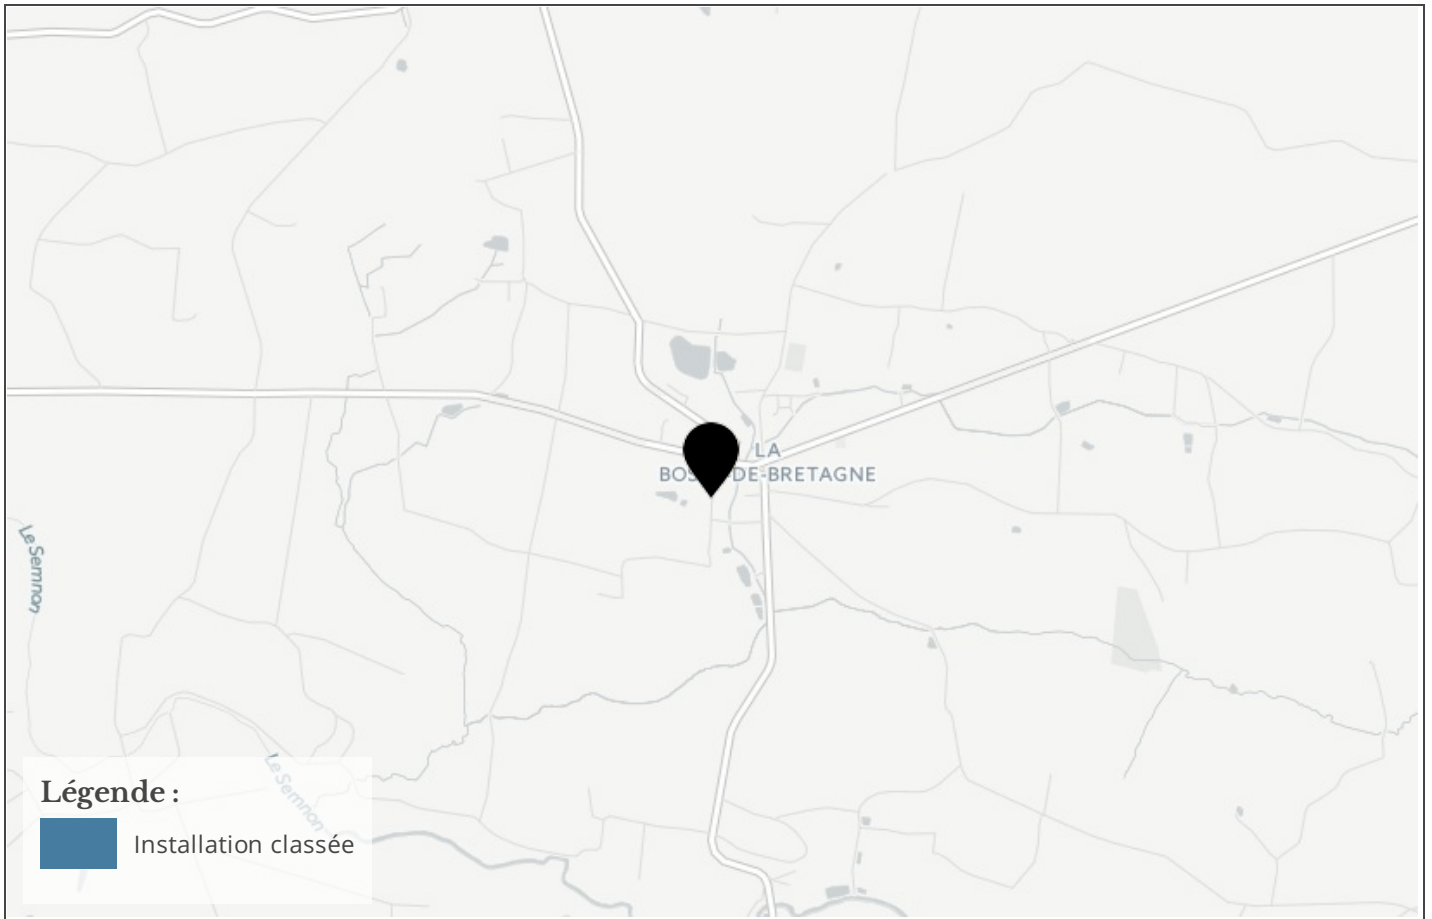 LA
BOS DE-BRETAGNE
Le Semnon
Le Semnon
Légende :
Installation classée